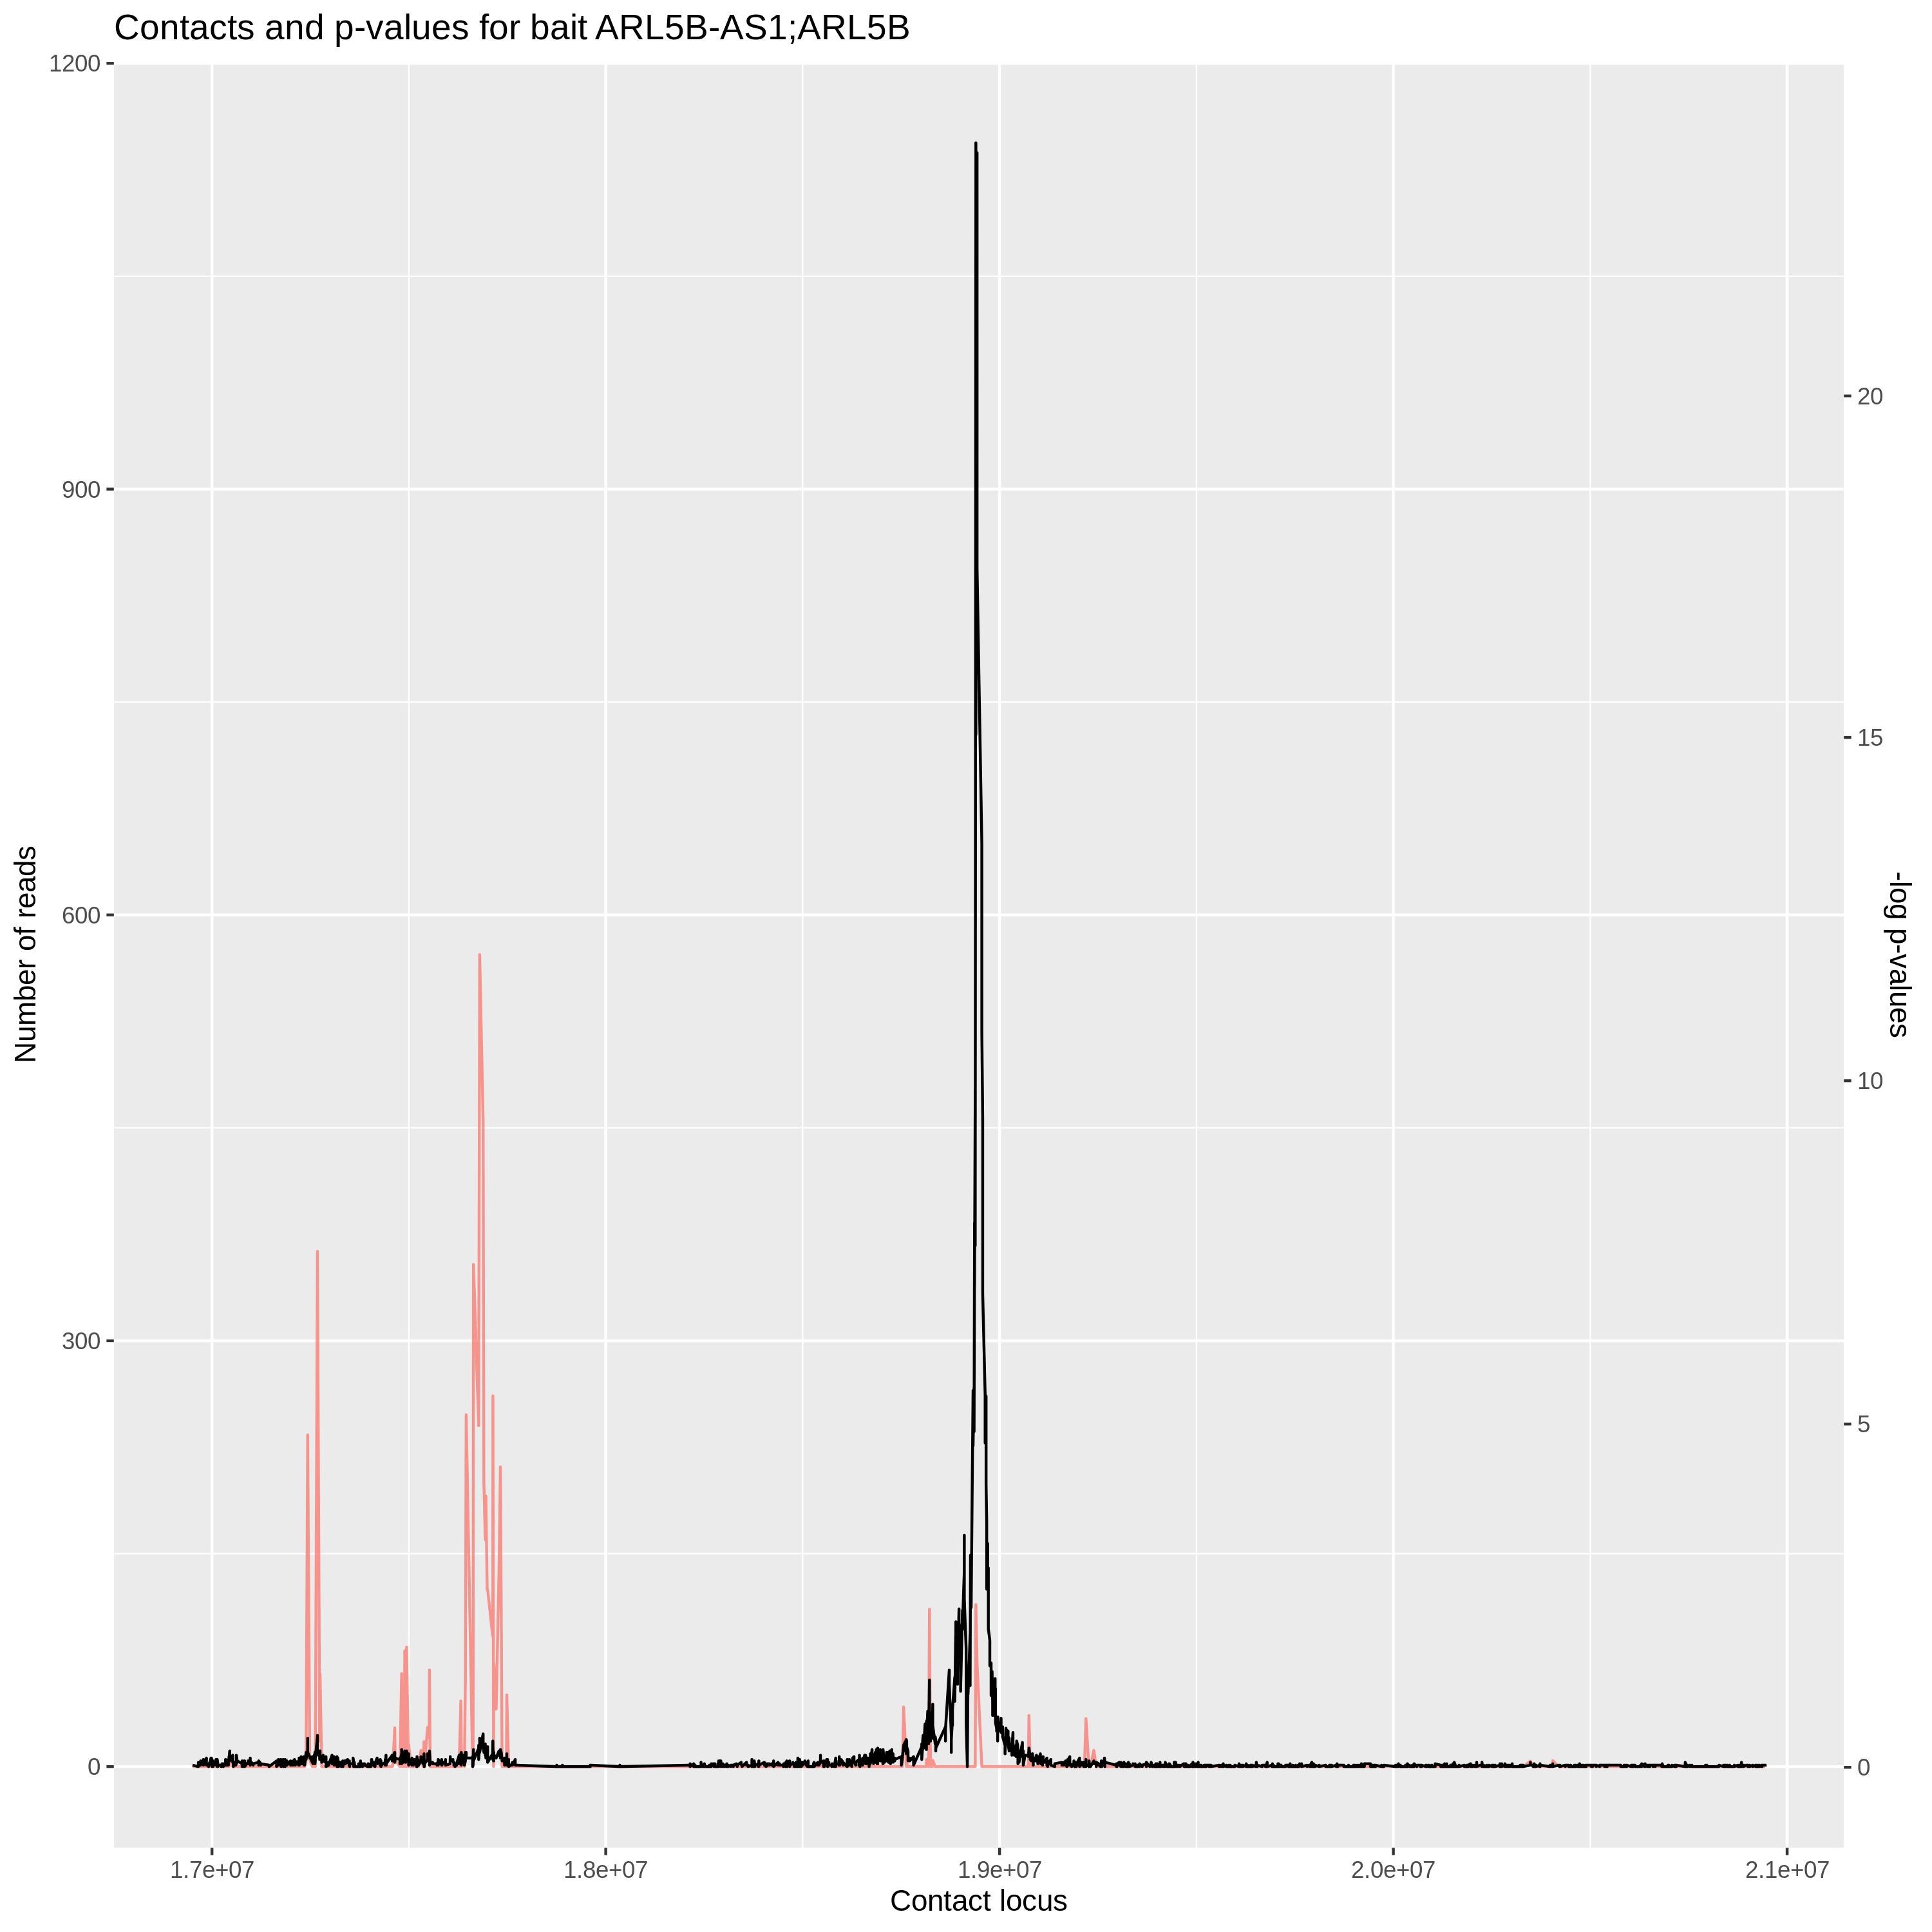 Contacts and p-values for bait ARL5B-AS1;ARL5B
1200
900
600
300
0
Number of reads
20
15
10
5
0
-log p-values
1.7e+07
1.8e+07
1.9e+07
2.0e+07
2.1e+07
Contact locus